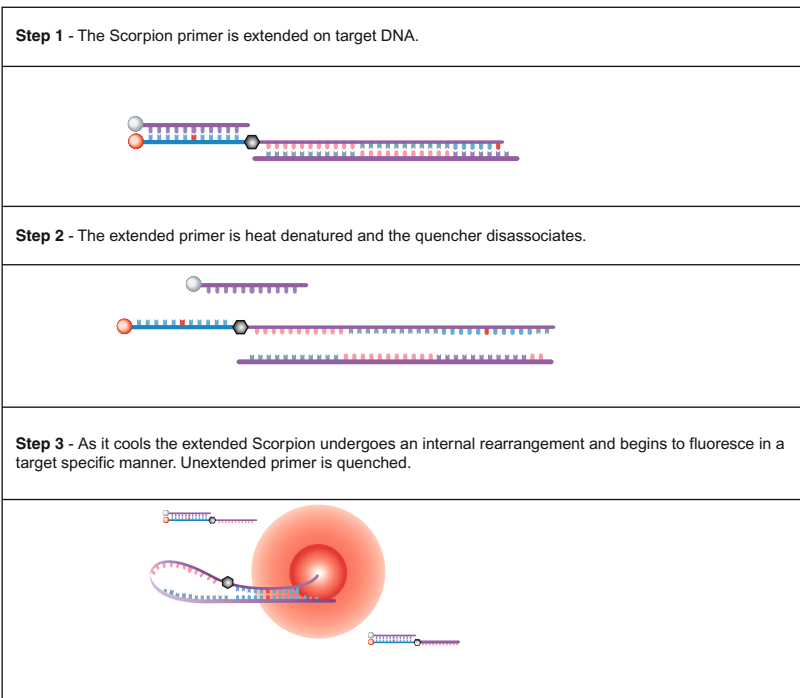 Step 1 - The Scorpion primer is extended on target DNA.
Step 2 - The extended primer is heat denatured and the quencher disassociates.
Step 3 - As it cools the extended Scorpion undergoes an internal rearrangement and begins to fluoresce in a
target specific manner. Unextended primer is quenched.